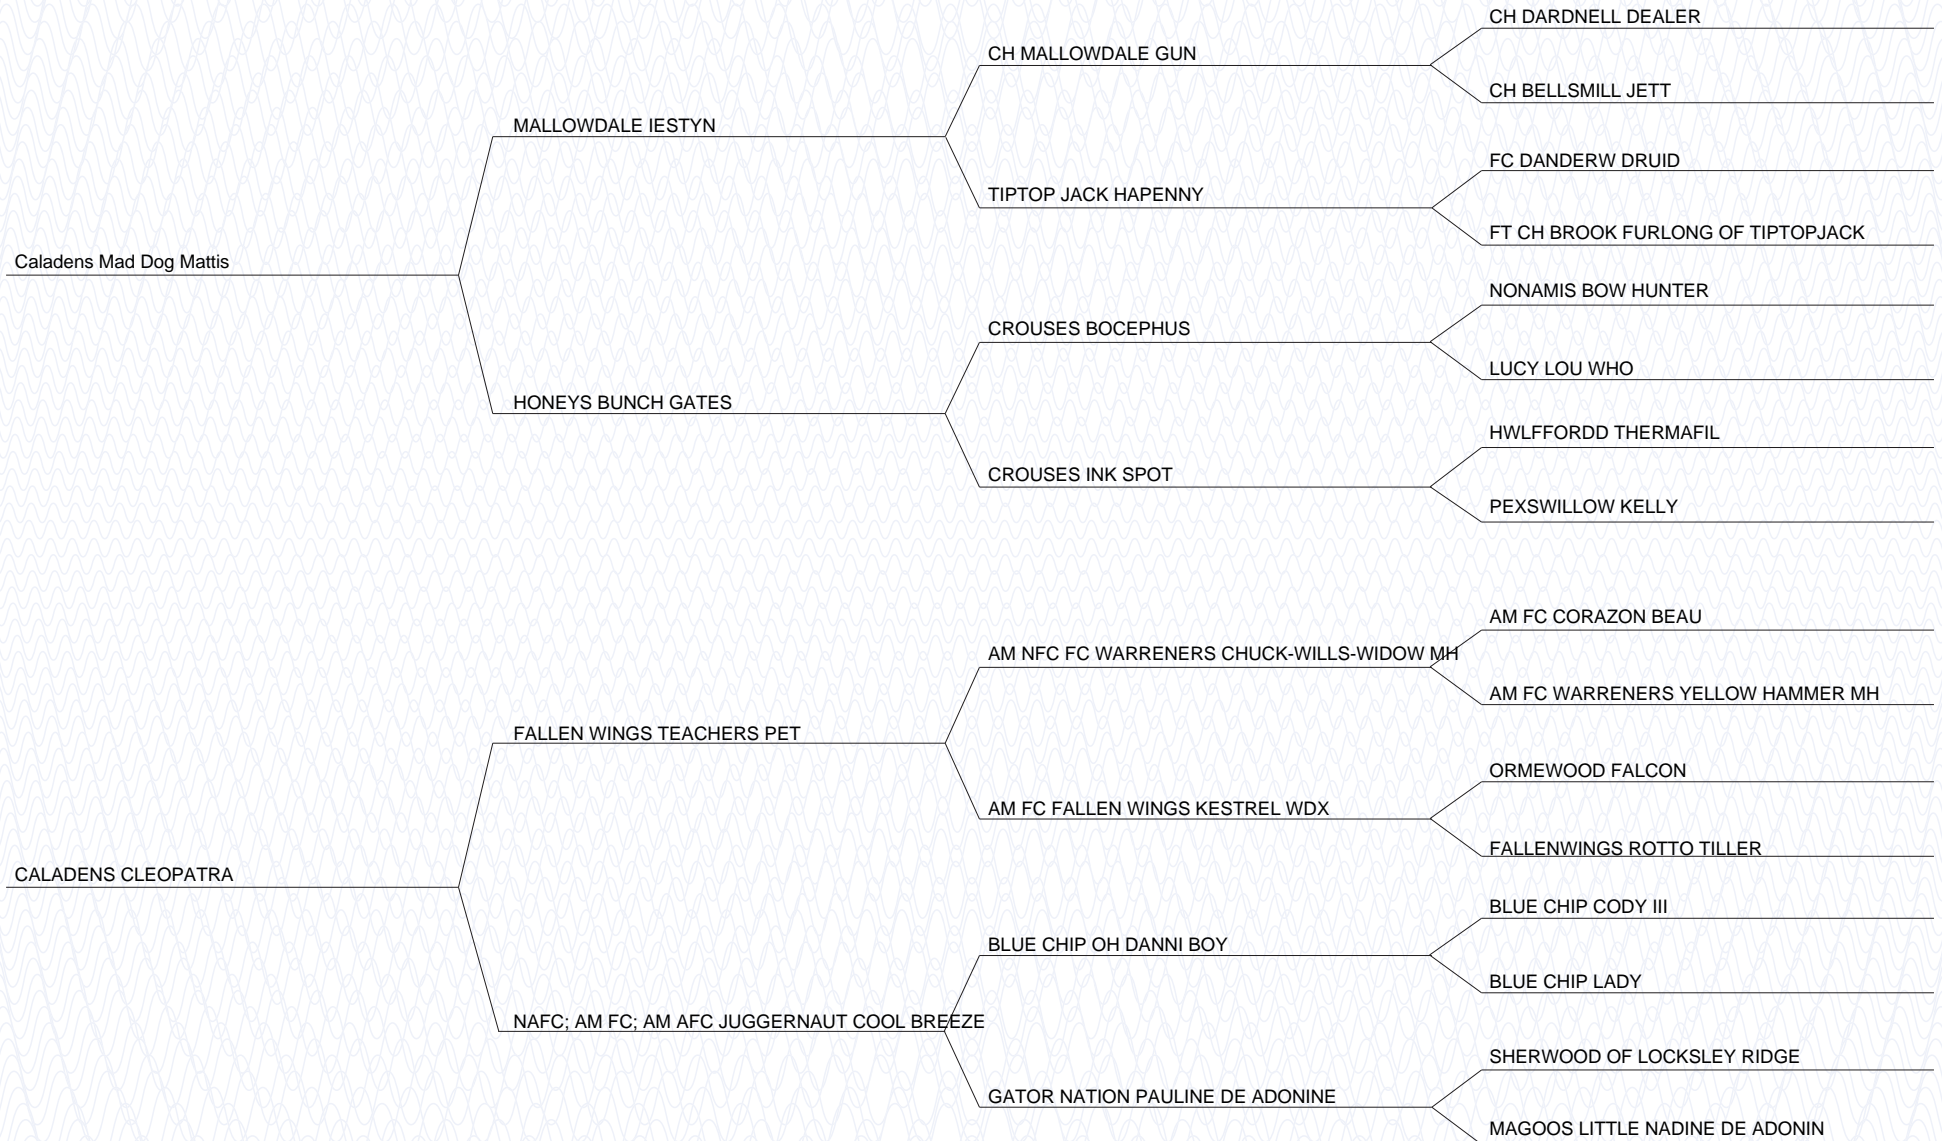 CH DARDNELL DEALER
CH MALLOWDALE GUN
CH BELLSMILL JETT
MALLOWDALE IESTYN
FC DANDERW DRUID
TIPTOP JACK HAPENNY
FT CH BROOK FURLONG OF TIPTOPJACK
Caladens Mad Dog Mattis
NONAMIS BOW HUNTER
CROUSES BOCEPHUS
LUCY LOU WHO
HONEYS BUNCH GATES
HWLFFORDD THERMAFIL
CROUSES INK SPOT
PEXSWILLOW KELLY
AM FC CORAZON BEAU
AM NFC FC WARRENERS CHUCK-WILLS-WIDOW MH
AM FC WARRENERS YELLOW HAMMER MH
FALLEN WINGS TEACHERS PET
ORMEWOOD FALCON
AM FC FALLEN WINGS KESTREL WDX
FALLENWINGS ROTTO TILLER
CALADENS CLEOPATRA
BLUE CHIP CODY III
BLUE CHIP OH DANNI BOY
BLUE CHIP LADY
NAFC; AM FC; AM AFC JUGGERNAUT COOL BREEZE
SHERWOOD OF LOCKSLEY RIDGE
GATOR NATION PAULINE DE ADONINE
MAGOOS LITTLE NADINE DE ADONIN